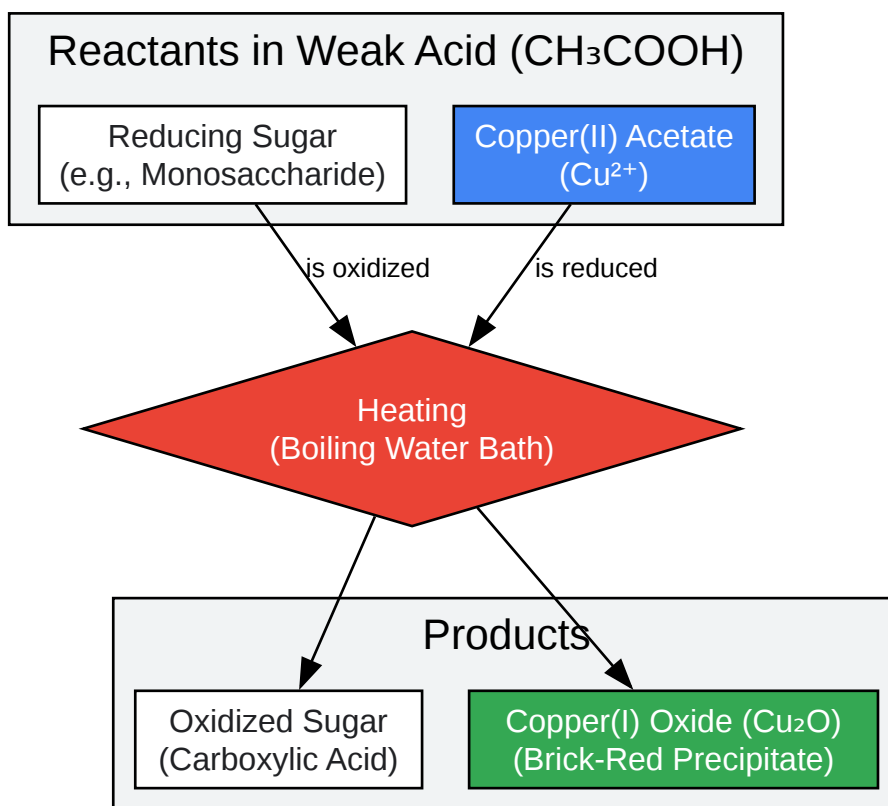 Reactants in Weak Acid (CH₃COOH)
Reducing Sugar
(e.g., Monosaccharide)
Copper(II) Acetate
(Cu²⁺)
is oxidized
is reduced
Heating
(Boiling Water Bath)
Products
Oxidized Sugar
(Carboxylic Acid)
Copper(I) Oxide (Cu₂O)
(Brick-Red Precipitate)